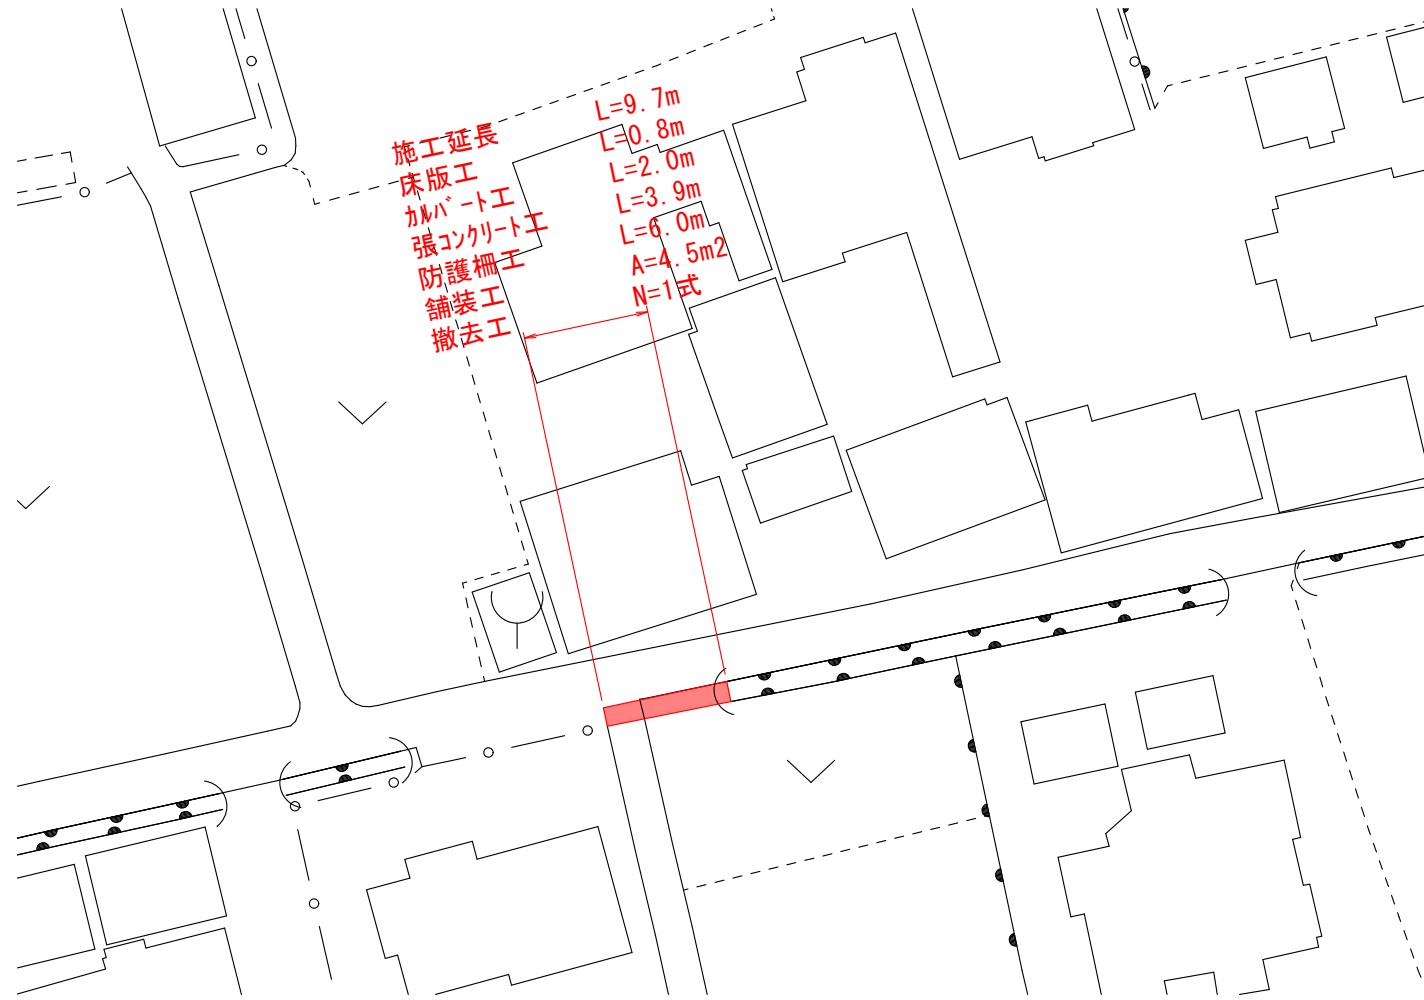 施工延長 L=9.7m
床版工 L=0.8m
カルバート工 L=2.0m
張コンクリート工 L=3.9m
防護柵工 L=6.0m
舗装工 A=4.5m2
撤去工 N=1式